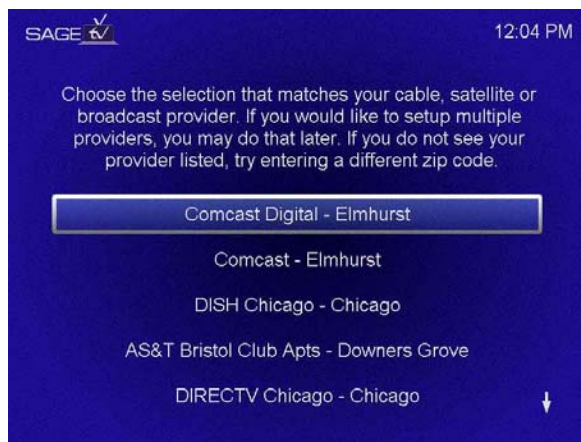 SAGE tv
12:04 PM
Choose the selection that matches your cable, satellite or
broadcast provider. If you would like to setup multiple
providers, you may do that later. If you do not see your
provider listed, try entering a different zip code.
Comcast Digital - Elmhurst
Comcast - Elmhurst
DISH Chicago - Chicago
AS&T Bristol Club Apts - Downers Grove
DIRECTV Chicago - Chicago